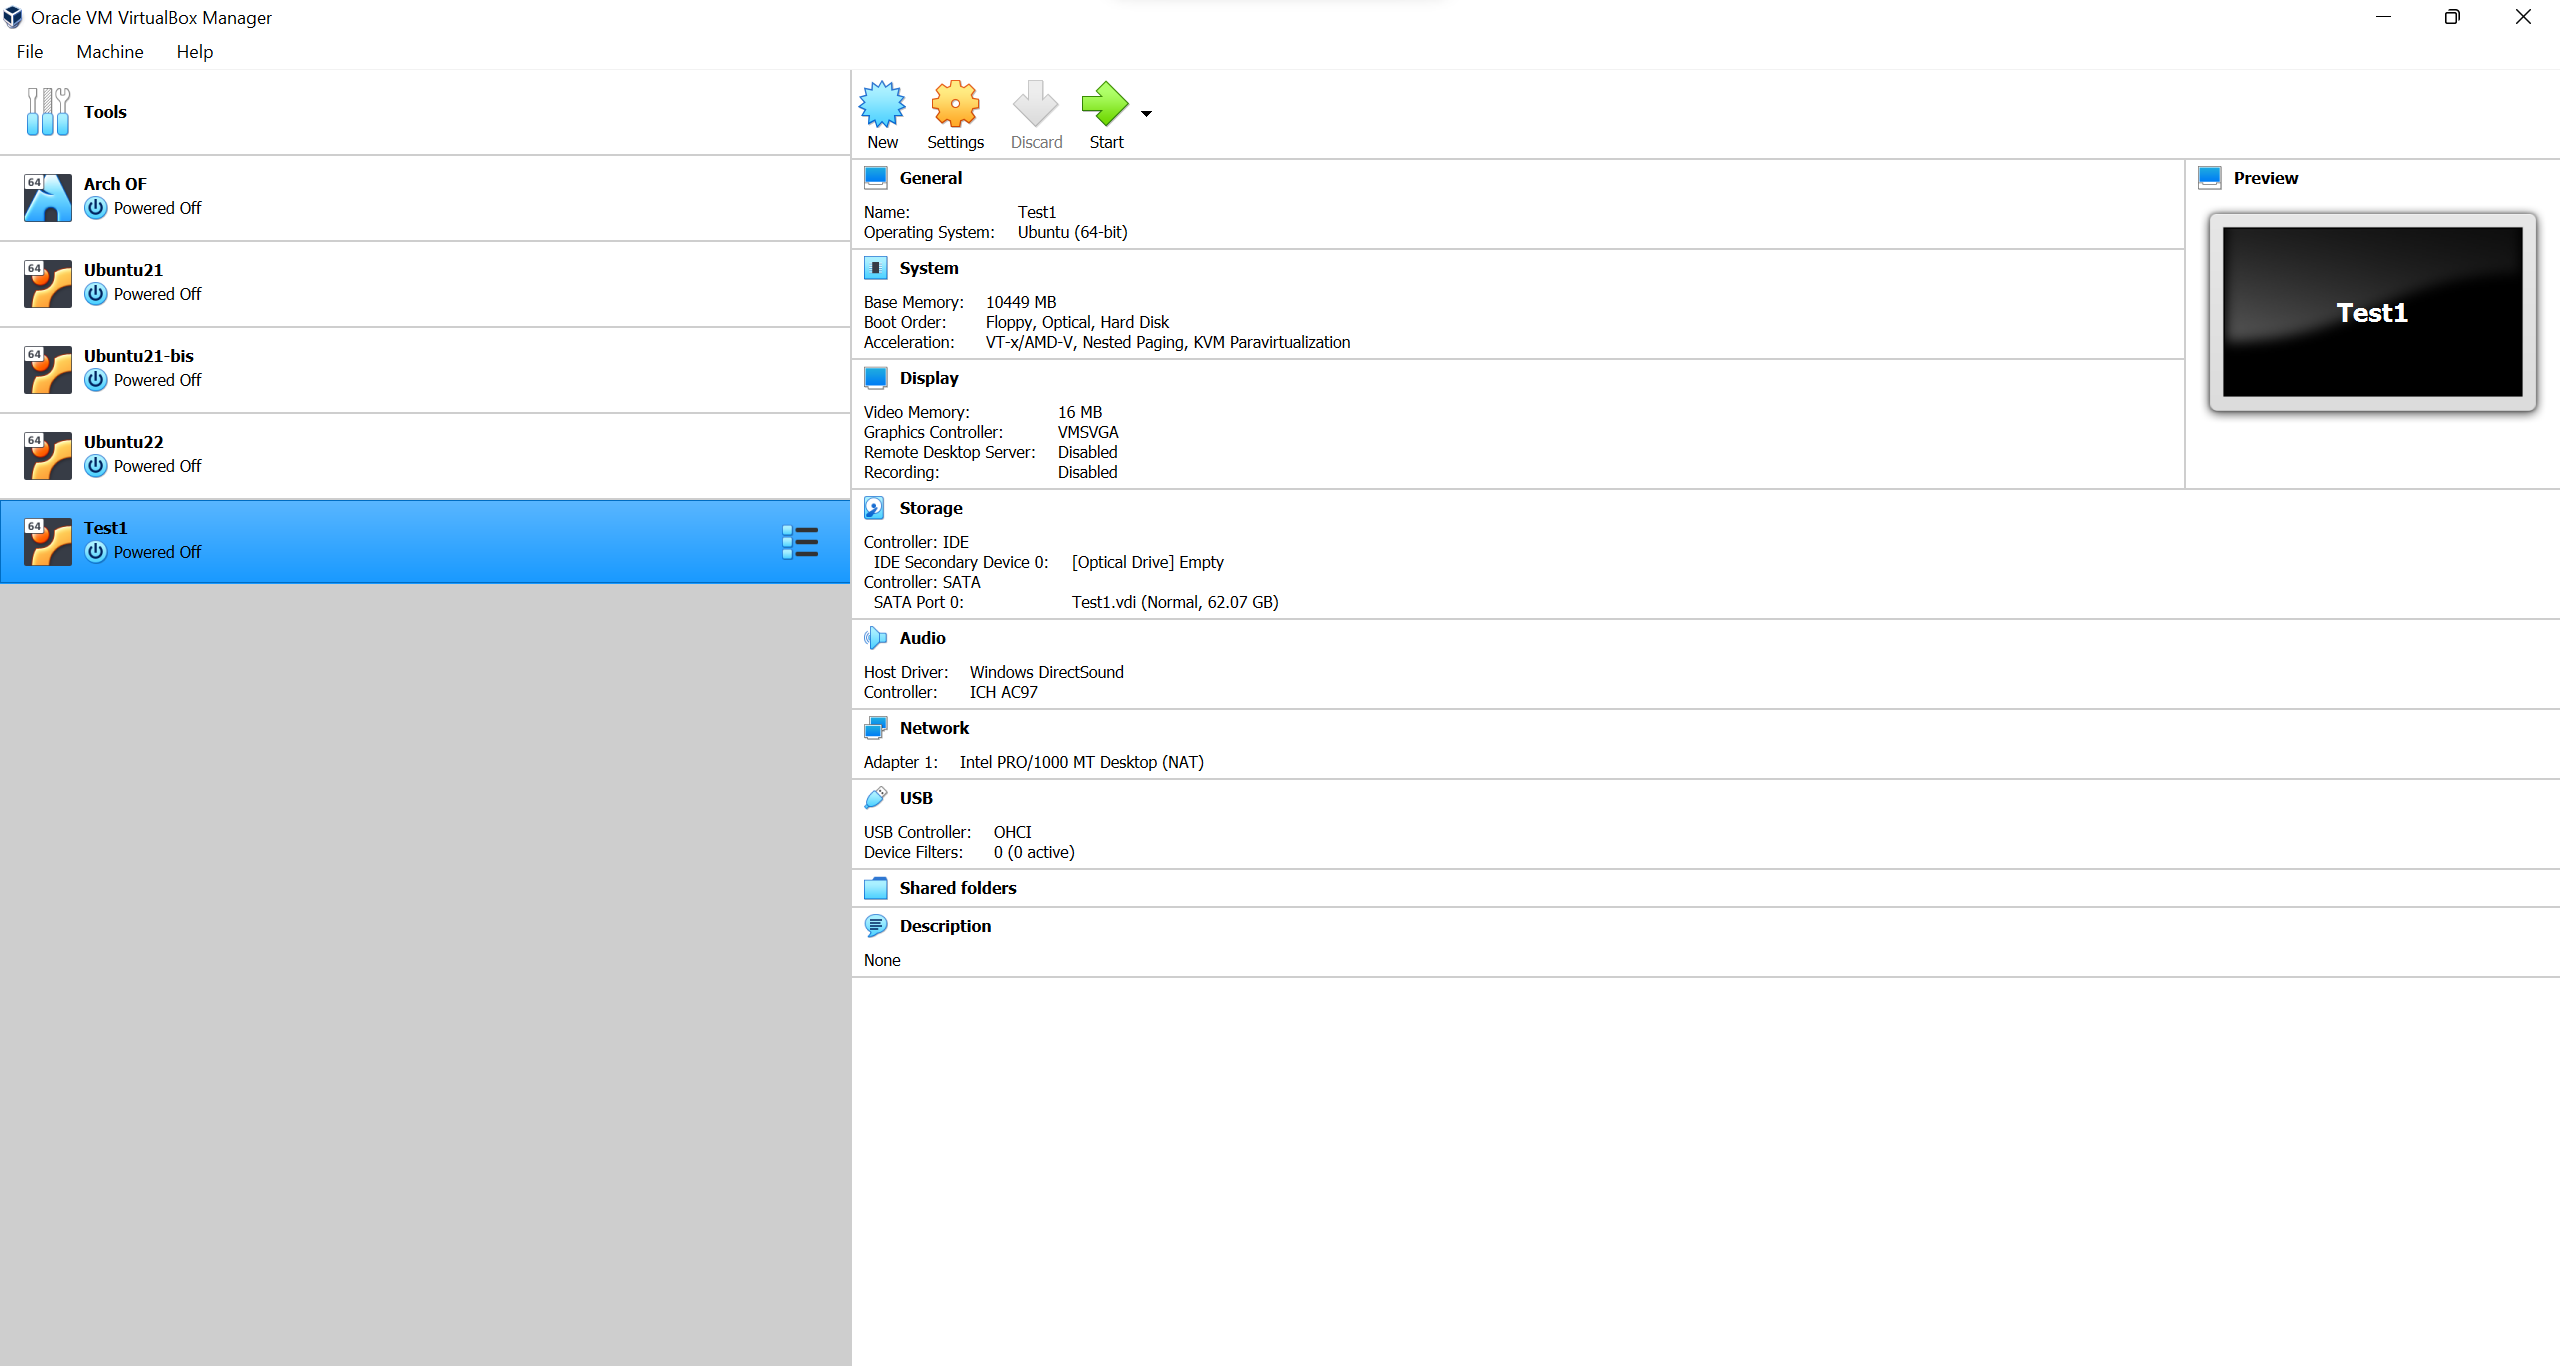 Oracle VM VirtualBox Manager
File Machine Help
Tools
64 Arch OF
Powered Off
64 Ubuntu21
Powered Off
64 Ubuntu21-bis
Powered Off
64 Ubuntu22
Powered Off
64 Test1
Powered Off
New Settings Discard Start
General
Name: Test1
Operating System: Ubuntu (64-bit)
System
Base Memory: 10449 MB
Boot Order: Floppy, Optical, Hard Disk
Acceleration: VT-x/AMD-V, Nested Paging, KVM Paravirtualization
Display
Video Memory: 16 MB
Graphics Controller: VMSVGA
Remote Desktop Server: Disabled
Recording: Disabled
Preview
Test1
Storage
Controller: IDE
IDE Secondary Device 0: [Optical Drive] Empty
Controller: SATA
SATA Port 0: Test1.vdi (Normal, 62.07 GB)
Audio
Host Driver: Windows DirectSound
Controller: ICH AC97
Network
Adapter 1: Intel PRO/1000 MT Desktop (NAT)
USB
USB Controller: OHCI
Device Filters: 0 (0 active)
Shared folders
Description
None